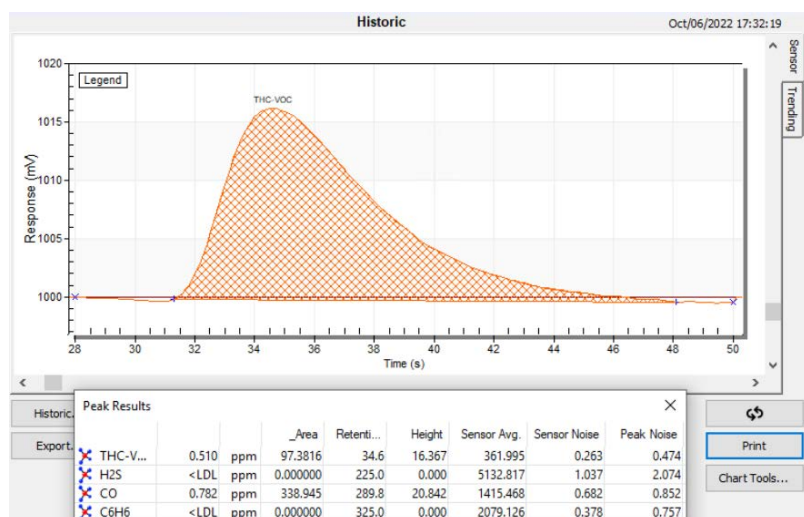 Historic
Oct/06/2022 17:32:19
Sensor
Trending
Legend
THC-VOC
1020
1015
1010
1005
1000
Response (mV)
28 30 32 34 36 38 40 42 44 46 48 50
Time (s)
Historic.
Export.
Print
Chart Tools...
Peak Results
_Area Retenti... Height Sensor Avg. Sensor Noise Peak Noise
THC-V... 0.510 ppm 97.3816 34.6 16.367 361.995 0.263 0.474
H2S <LDL ppm 0.000000 225.0 0.000 5132.817 1.037 2.074
CO 0.782 ppm 338.945 289.8 20.842 1415.468 0.682 0.852
C6H6 <LDL ppm 0.000000 325.0 0.000 2079.126 0.378 0.757